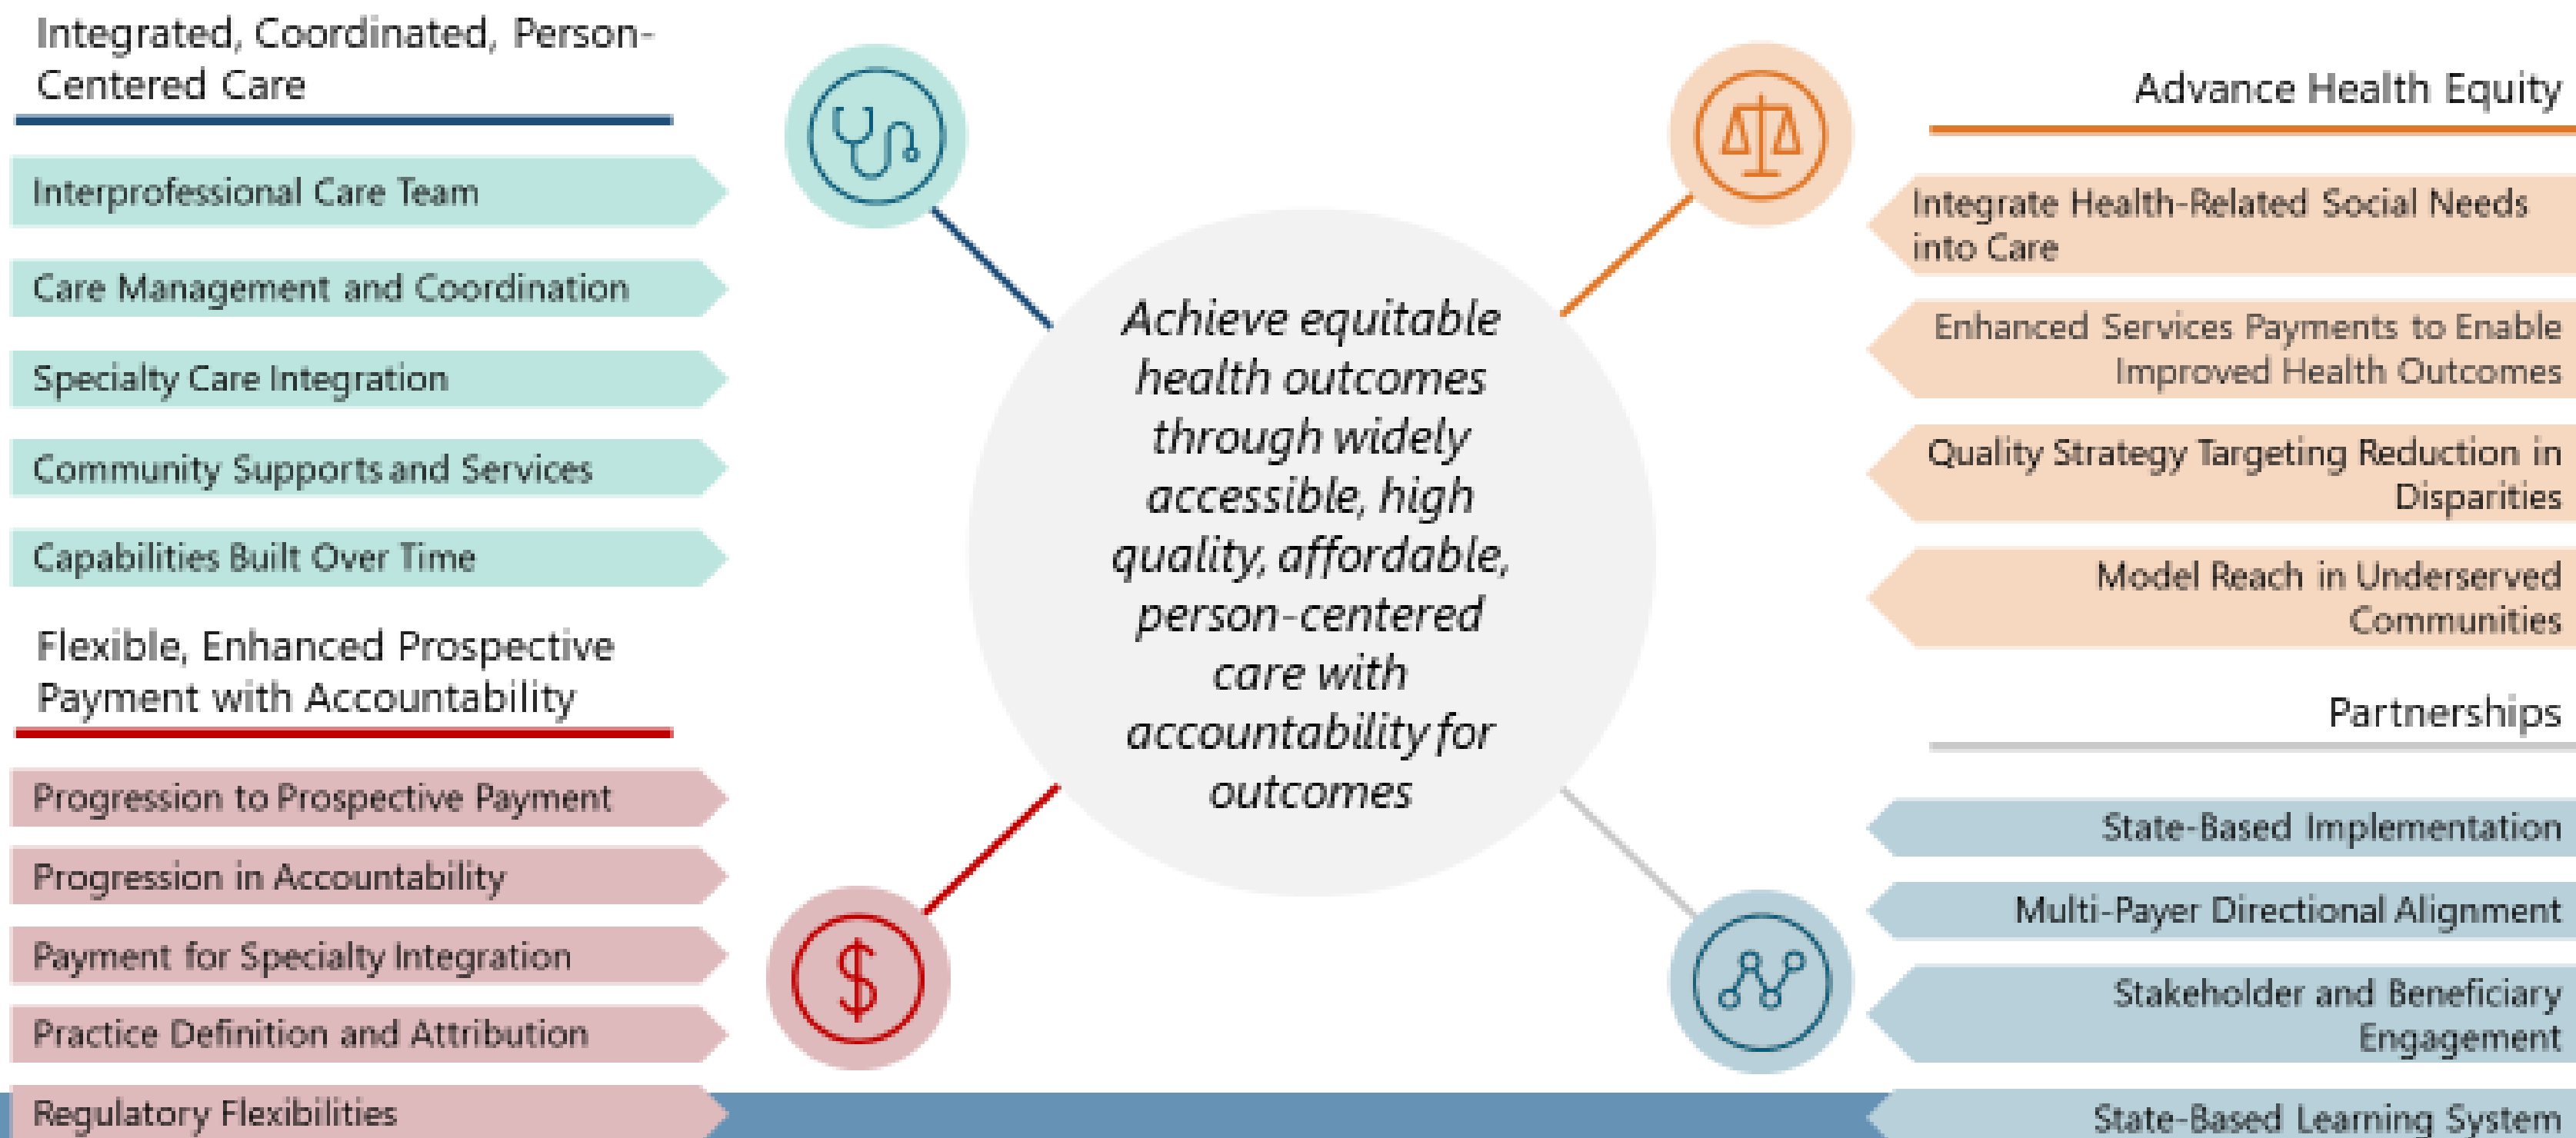 Integrated, Coordinated, Person-
Centered Care
Interprofessional Care Team
Care Management and Coordination
Specialty Care Integration
Community Supports and Services
Capabilities Built Over Time
Flexible, Enhanced Prospective
Payment with Accountability
Progression to Prospective Payment
Progression in Accountability
Payment for Specialty Integration
Practice Definition and Attribution
Regulatory Flexibilities
Achieve equitable
health outcomes
through widely
accessible, high
quality, affordable,
person-centered
care with
accountability for
outcomes
$
Advance Health Equity
Integrate Health-Related Social Needs
into Care
Enhanced Services Payments to Enable
Improved Health Outcomes
Quality Strategy Targeting Reduction in
Disparities
Model Reach in Underserved
Communities
Partnerships
State-Based Implementation
Multi-Payer Directional Alignment
Stakeholder and Beneficiary
Engagement
State-Based Learning System